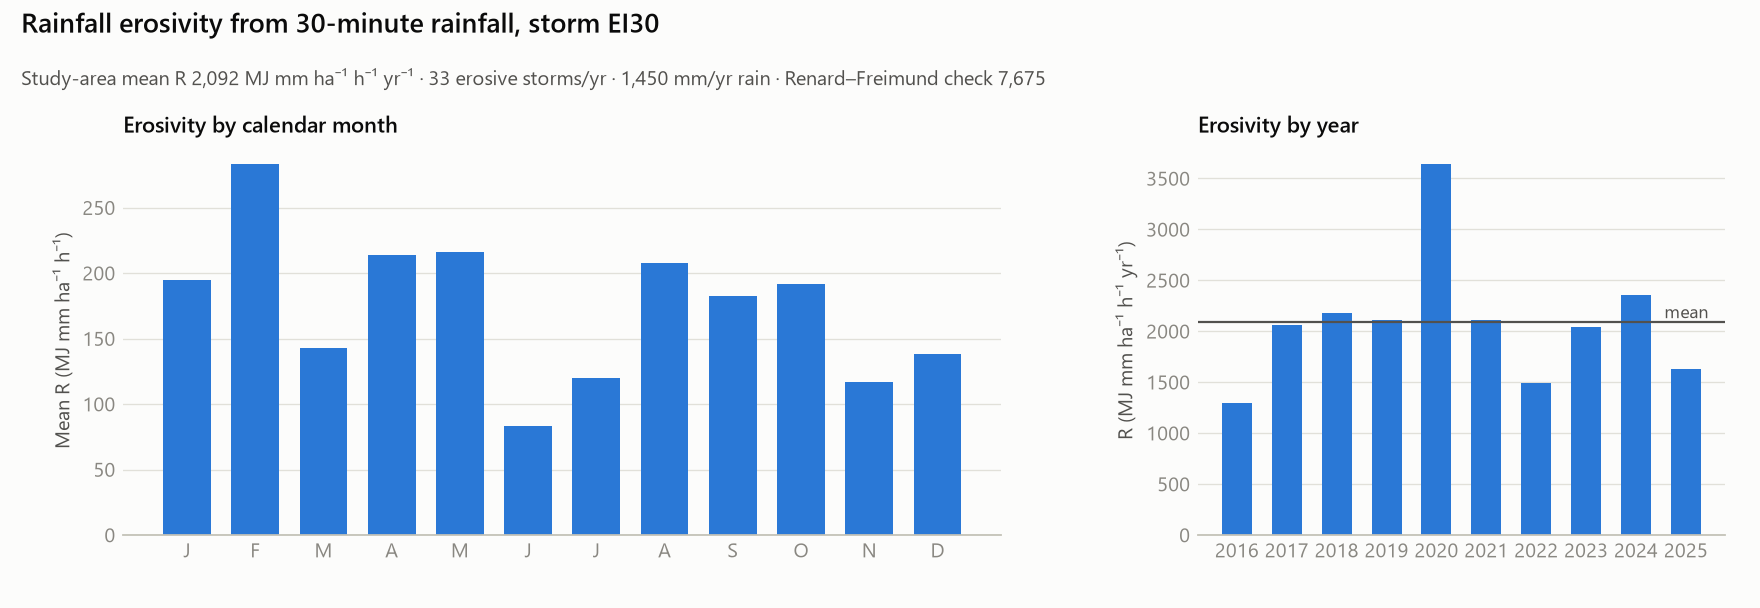 Rainfall erosivity from 30-minute rainfall, storm EI30
Study-area mean R 2,092 MJ mm ha⁻¹ h⁻¹ yr⁻¹ · 33 erosive storms/yr · 1,450 mm/yr rain · Renard–Freimund check 7,675
Erosivity by calendar month
Mean R (MJ mm ha⁻¹ h⁻¹)
250
200
150
100
50
0
J F M A M J J A S O N D
Erosivity by year
R (MJ mm ha⁻¹ h⁻¹ yr⁻¹)
3500
3000
2500
2000
1500
1000
500
0
mean
2016 2017 2018 2019 2020 2021 2022 2023 2024 2025